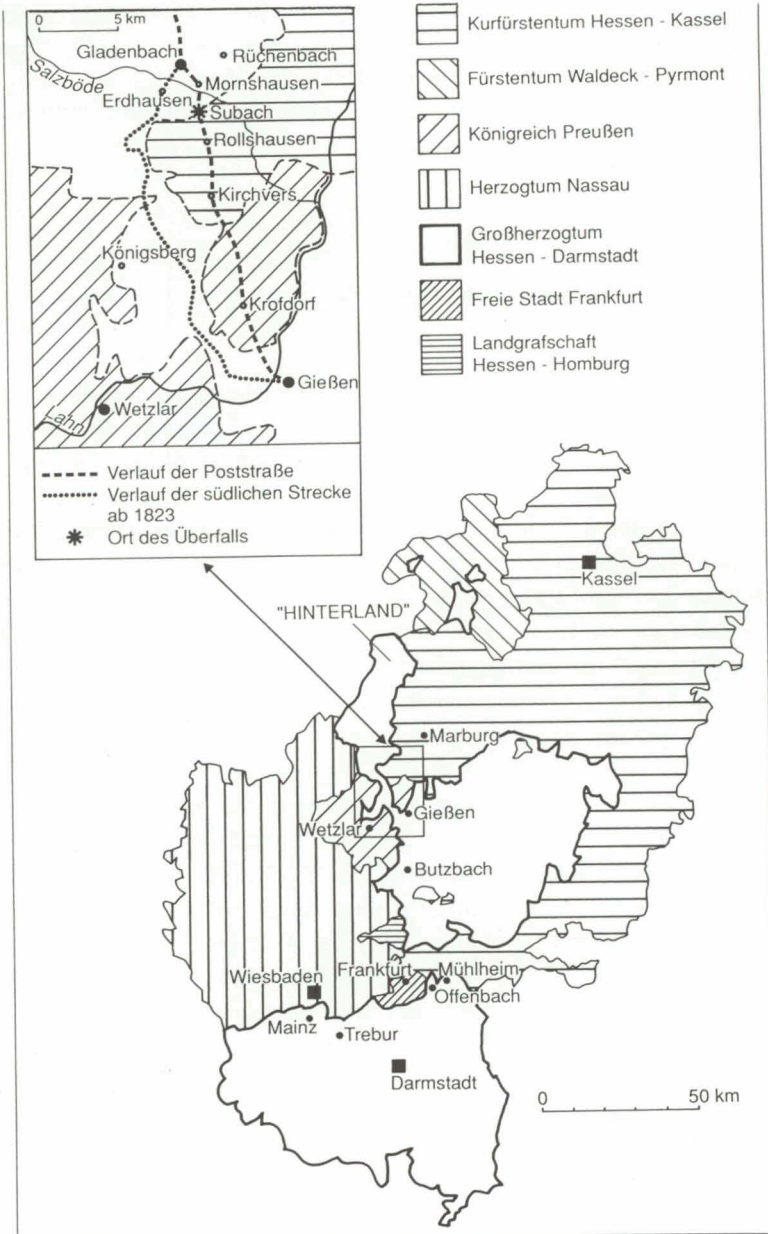 0 5 km
Gladenbach
Rüchenbach
Salzböde
Mornshausen
Erdhausen
Subach
Rollshausen
Kirchvers
Königsberg
Krofdorf
Gießen
Wetzlar
Lahn
Verlauf der Poststraße
Verlauf der südlichen Strecke
ab 1823
Ort des Überfalls
Kurfürstentum Hessen - Kassel
Fürstentum Waldeck - Pyrmont
Königreich Preußen
Herzogtum Nassau
Großherzogtum
Hessen - Darmstadt
Freie Stadt Frankfurt
Landgrafschaft
Hessen - Homburg
Kassel
"HINTERLAND"
Marburg
Gießen
Wetzlar
Butzbach
Wiesbaden
Frankfurt
Mühlheim
Offenbach
Mainz
Trebur
Darmstadt
0 50 km